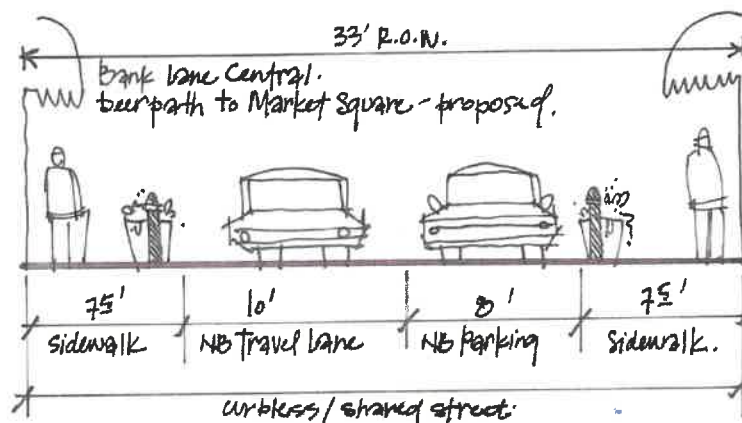 33' R.O.W.
Bank Lane Central.
Deerpath to Market Square - proposed.
7.5' 10' 8' 7.5'
Sidewalk NB Travel Lane NB Parking Sidewalk.
curbless/shared street.